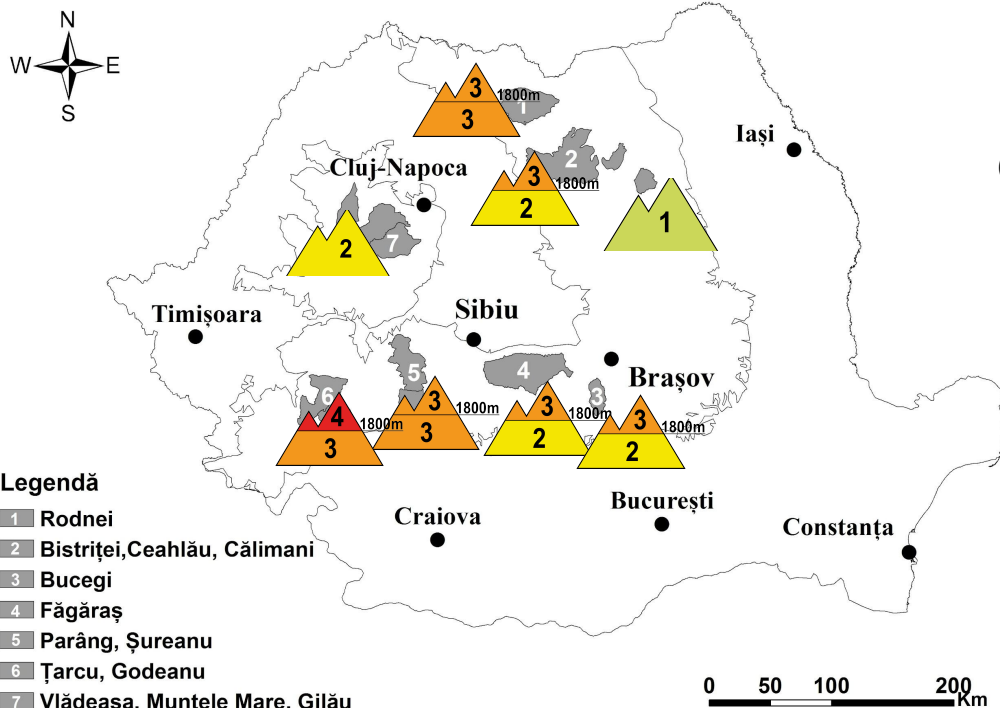 N
W E
S
3
1800m
1
3
Iași
2
Cluj-Napoca
3
1800m
2
1
2
7
Timișoara
Sibiu
5
4
Brașov
6
3
4
1800m
3
3
1800m
3
3
1800m
2
3
1800m
2
Legendă
1 Rodnei
2 Bistriței,Ceahlău, Călimani
3 Bucegi
4 Făgăraș
5 Parâng, Șureanu
6 Țarcu, Godeanu
7 Vlădeasa, Muntele Mare, Gilău
Craiova
București
Constanța
0 50 100 200
Km